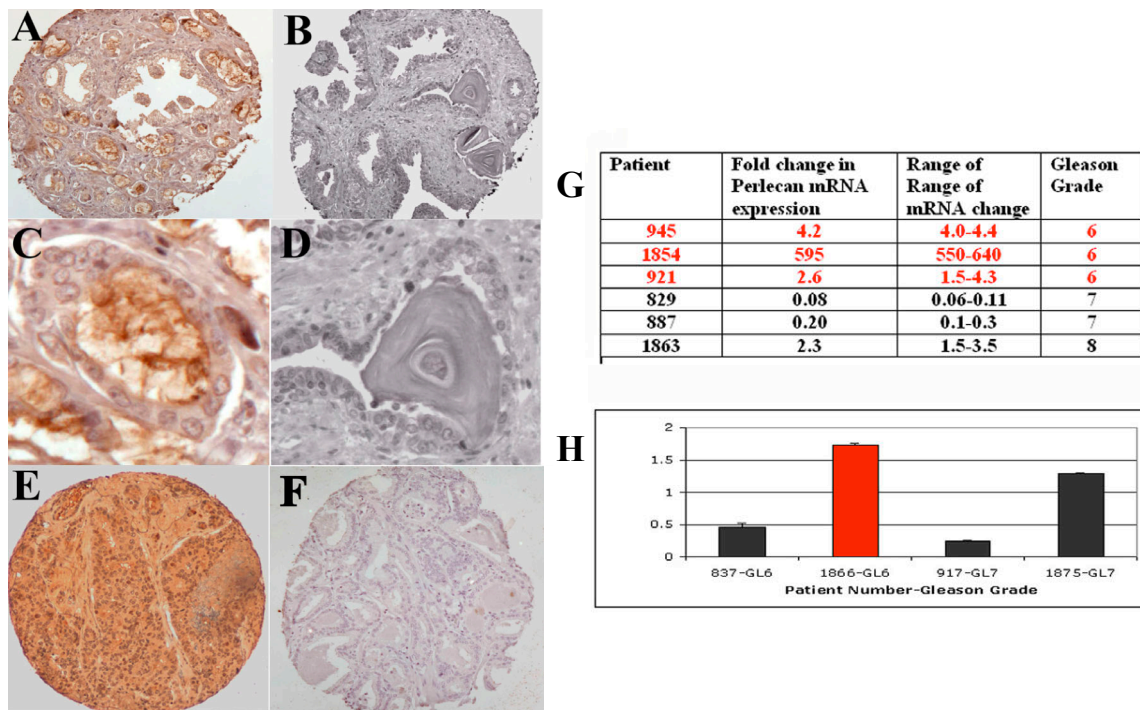 A
B
C
D
E
F
G
Patient Fold change in Perlecan mRNA expression Range of Range of mRNA change Gleason Grade
945 4.2 4.0-4.4 6
1854 595 550-640 6
921 2.6 1.5-4.3 6
829 0.08 0.06-0.11 7
887 0.20 0.1-0.3 7
1863 2.3 1.5-3.5 8
H
2
1.5
1
0.5
0
837-GL6 1866-GL6 917-GL7 1875-GL7
Patient Number-Gleason Grade